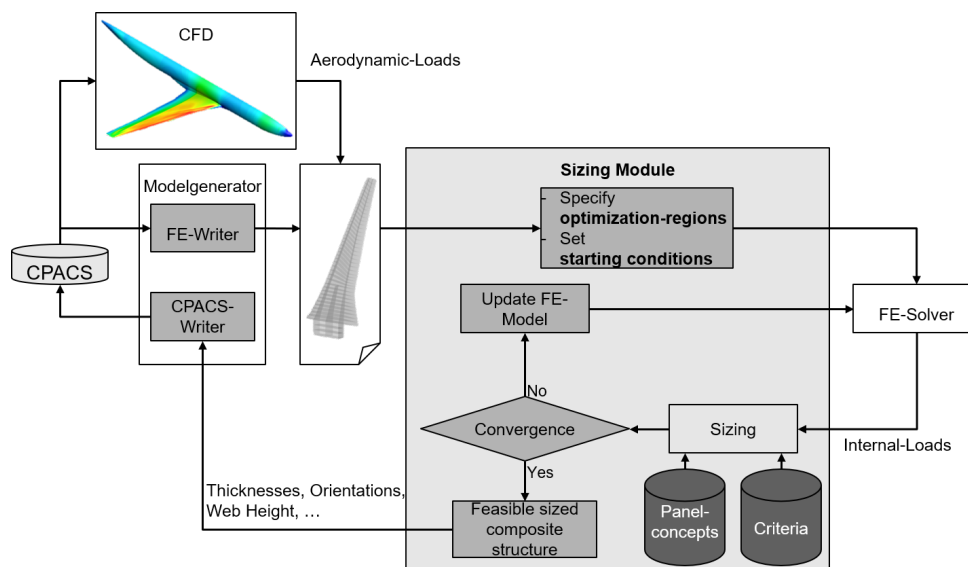 CFD
Aerodynamic-Loads
Modelgenerator
FE-Writer
CPACS
CPACS-
Writer
Sizing Module
- Specify
optimization-regions
- Set
starting conditions
Update FE-
Model
FE-Solver
No
Convergence
Sizing
Internal-Loads
Yes
Thicknesses, Orientations,
Web Height, …
Feasible sized
composite
structure
Panel-
concepts
Criteria